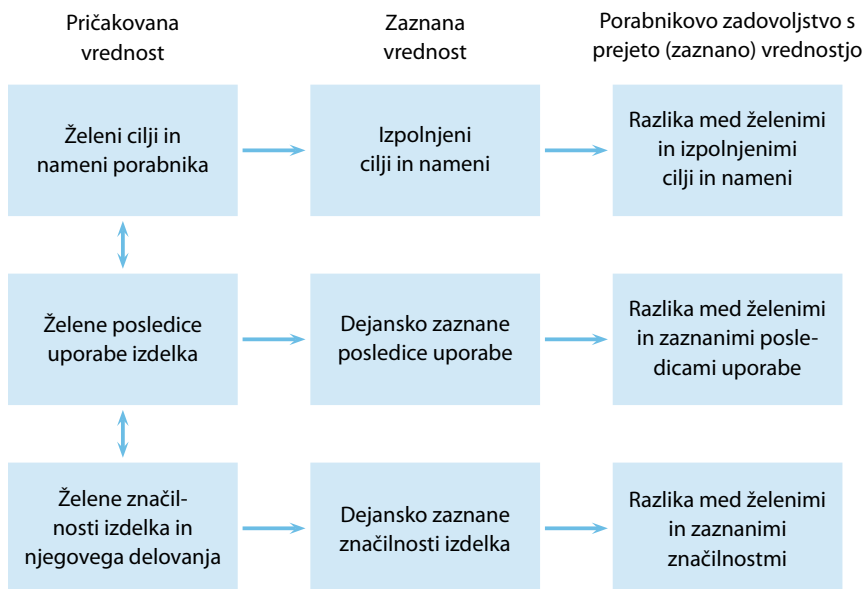 Pričakovana
vrednost
Zaznana
vrednost
Porabnikovo zadovoljstvo s
prejeto (zaznano) vrednostjo
Želeni cilji in
nameni porabnika
Izpolnjeni
cilji in nameni
Razlika med želenimi
in izpolnjenimi
cilji in nameni
Želene posledice
uporabe izdelka
Dejansko zaznane
posledice uporabe
Razlika med želenimi
in zaznanimi posle-
dicami uporabe
Želene značil-
nosti izdelka in
njegovega delovanja
Dejansko zaznane
značilnosti izdelka
Razlika med želenimi
in zaznanimi
značilnostmi